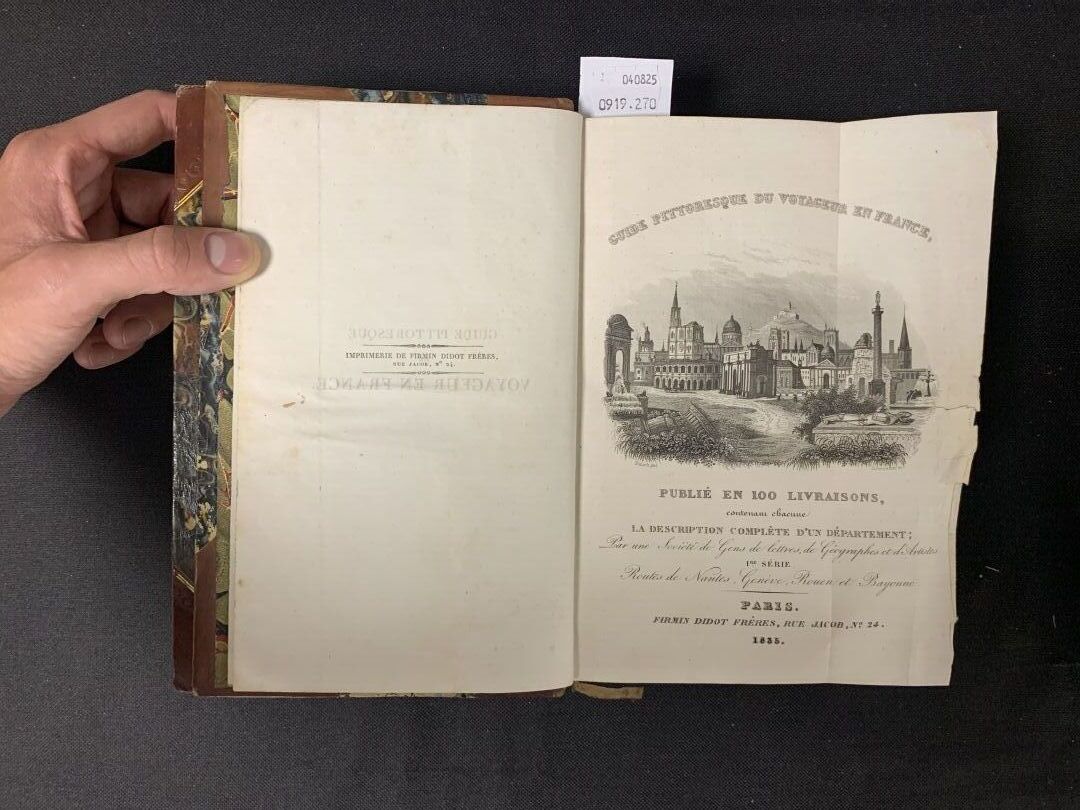 040825
0919.270
GUIDE PITTORESQUE
IMPRIMERIE DE FIRMIN DIDOT FRÈRES,
RUE JACOB, Nº 24.
VOYAGEUR EN FRANCE.
GUIDE PITTORESQUE DU VOYAGEUR EN FRANCE,
PUBLIÉ EN 100 LIVRAISONS,
contenant chacune
LA DESCRIPTION COMPLÈTE D'UN DÉPARTEMENT;
Par une Société de Gens de lettres, de Géographes et d'Artistes
1RE SÉRIE
Routes de Nantes, Genève, Rouen et Bayonne
PARIS.
FIRMIN DIDOT FRÈRES, RUE JACOB, Nº 24.
1835.